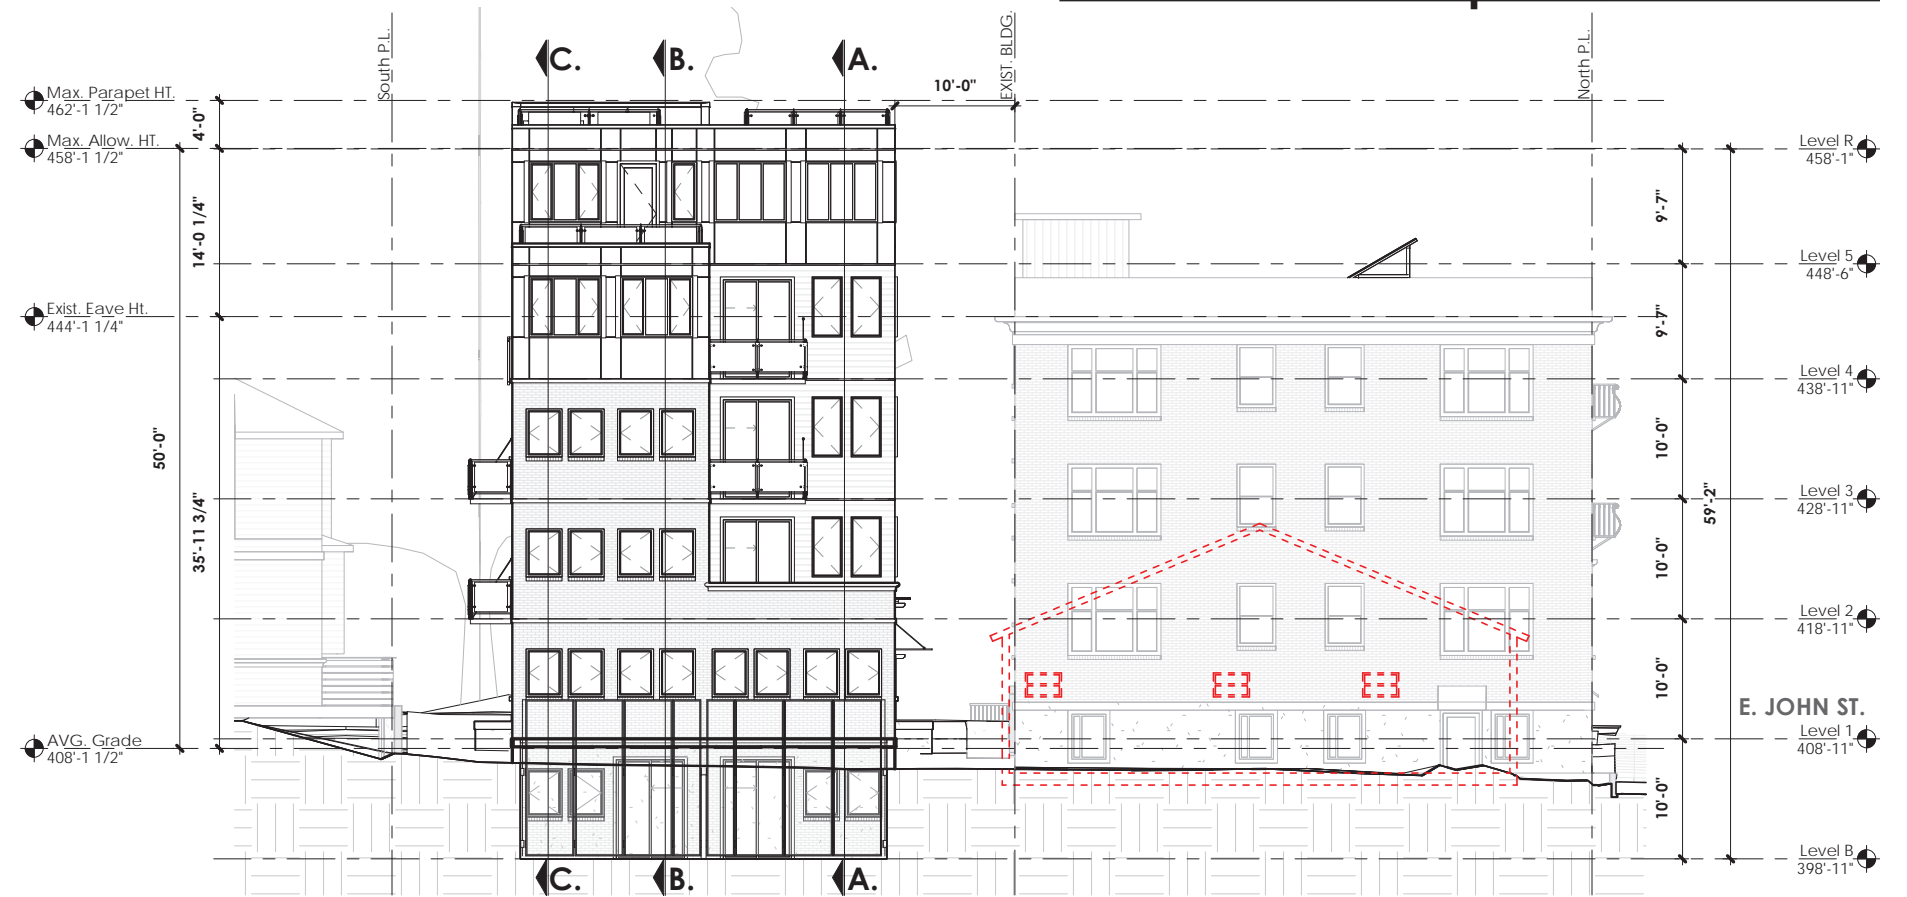 South P.L.
EXIST. BLDG.
North P.L.
C.
B.
A.
10'-0"
Max. Parapet HT.
462'-1 1/2"
4'-0"
Max. Allow. HT.
458'-1 1/2"
14'-0 1/4"
Exist. Eave Ht.
444'-1 1/4"
50'-0"
35'-11 3/4"
AVG. Grade
408'-1 1/2"
Level R
458'-1"
9'-7"
Level 5
448'-6"
9'-7"
Level 4
438'-11"
10'-0"
Level 3
428'-11"
59'-2"
10'-0"
Level 2
418'-11"
10'-0"
E. JOHN ST.
Level 1
408'-11"
10'-0"
Level B
398'-11"
C.
B.
A.